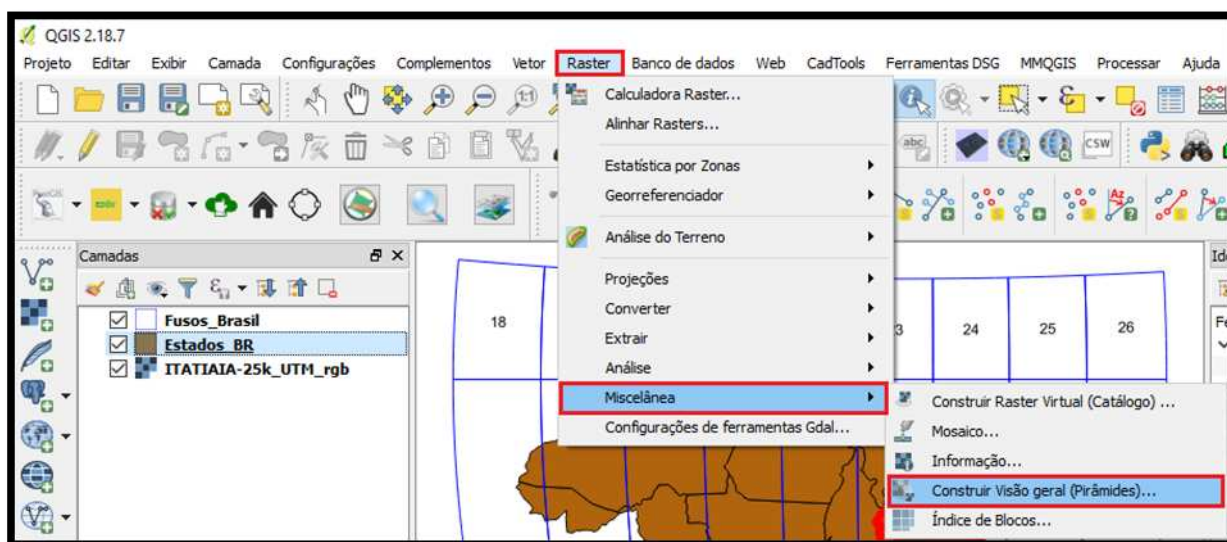 QGIS 2.18.7
Projeto Editar Exibir Camada Configurações Complementos Vetor Raster Banco de dados Web CadTools Ferramentas DSG MMQGIS Processar Ajuda
Calculadora Raster...
Alinhar Rasters...
abc
CSW
Estatística por Zonas
Georreferenciador
Camadas
Análise do Terreno
Projeções
Fusos_Brasil
Estados_BR
ITATIAIA-25k_UTM_rgb
18
Converter
24
25
26
Extrair
Análise
Miscelânea
Construir Raster Virtual (Catálogo) ...
Configurações de ferramentas Gdal...
Mosaico...
Informação...
Construir Visão geral (Pirâmides)...
Índice de Blocos...